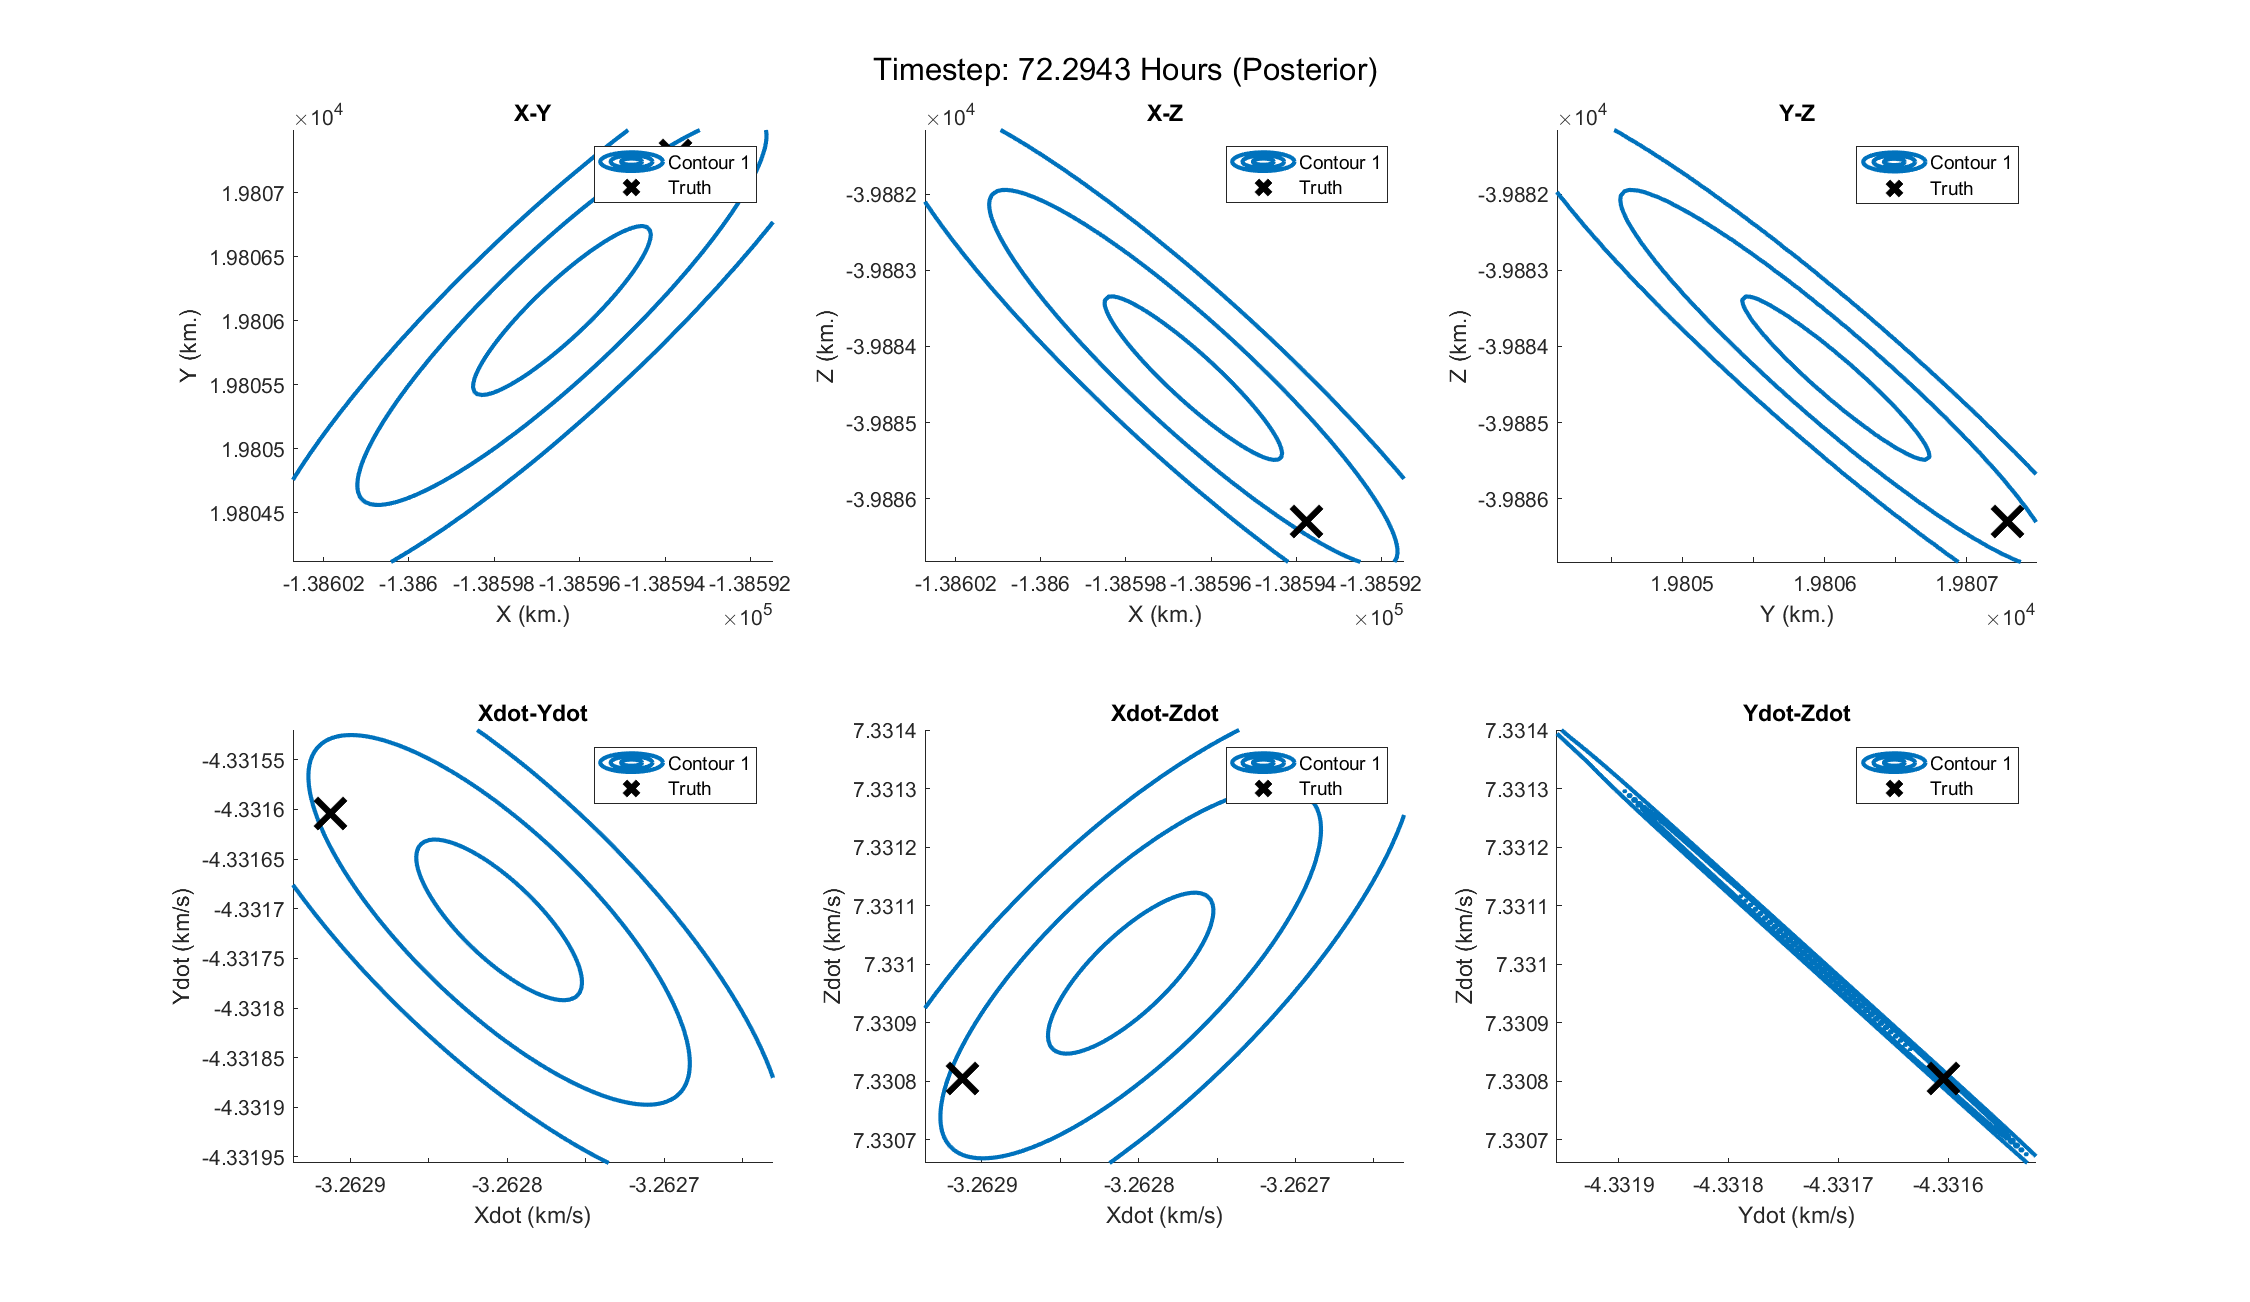 Timestep: 72.2943 Hours (Posterior)
X-Y
×10^4
Contour 1
Truth
1.9807
1.98065
1.9806
1.98055
1.9805
1.98045
Y (km.)
-1.38602 -1.386 -1.38598 -1.38596 -1.38594 -1.38592
X (km.)
×10^5
X-Z
×10^4
Contour 1
Truth
-3.9882
-3.9883
-3.9884
-3.9885
-3.9886
Z (km.)
-1.38602 -1.386 -1.38598 -1.38596 -1.38594 -1.38592
X (km.)
×10^5
Y-Z
×10^4
Contour 1
Truth
-3.9882
-3.9883
-3.9884
-3.9885
-3.9886
Z (km.)
1.9805 1.9806 1.9807
Y (km.)
×10^4
Xdot-Ydot
Contour 1
Truth
-4.33155
-4.3316
-4.33165
-4.3317
-4.33175
-4.3318
-4.33185
-4.3319
-4.33195
Ydot (km/s)
-3.2629 -3.2628 -3.2627
Xdot (km/s)
Xdot-Zdot
Contour 1
Truth
7.3314
7.3313
7.3312
7.3311
7.331
7.3309
7.3308
7.3307
Zdot (km/s)
-3.2629 -3.2628 -3.2627
Xdot (km/s)
Ydot-Zdot
Contour 1
Truth
7.3314
7.3313
7.3312
7.3311
7.331
7.3309
7.3308
7.3307
Zdot (km/s)
-4.3319 -4.3318 -4.3317 -4.3316
Ydot (km/s)